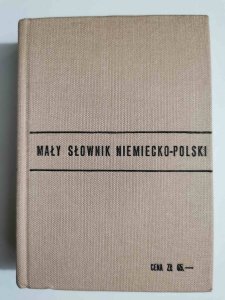 MAŁY SŁOWNIK NIEMIECKO-POLSKI
CENA ZŁ 65.—